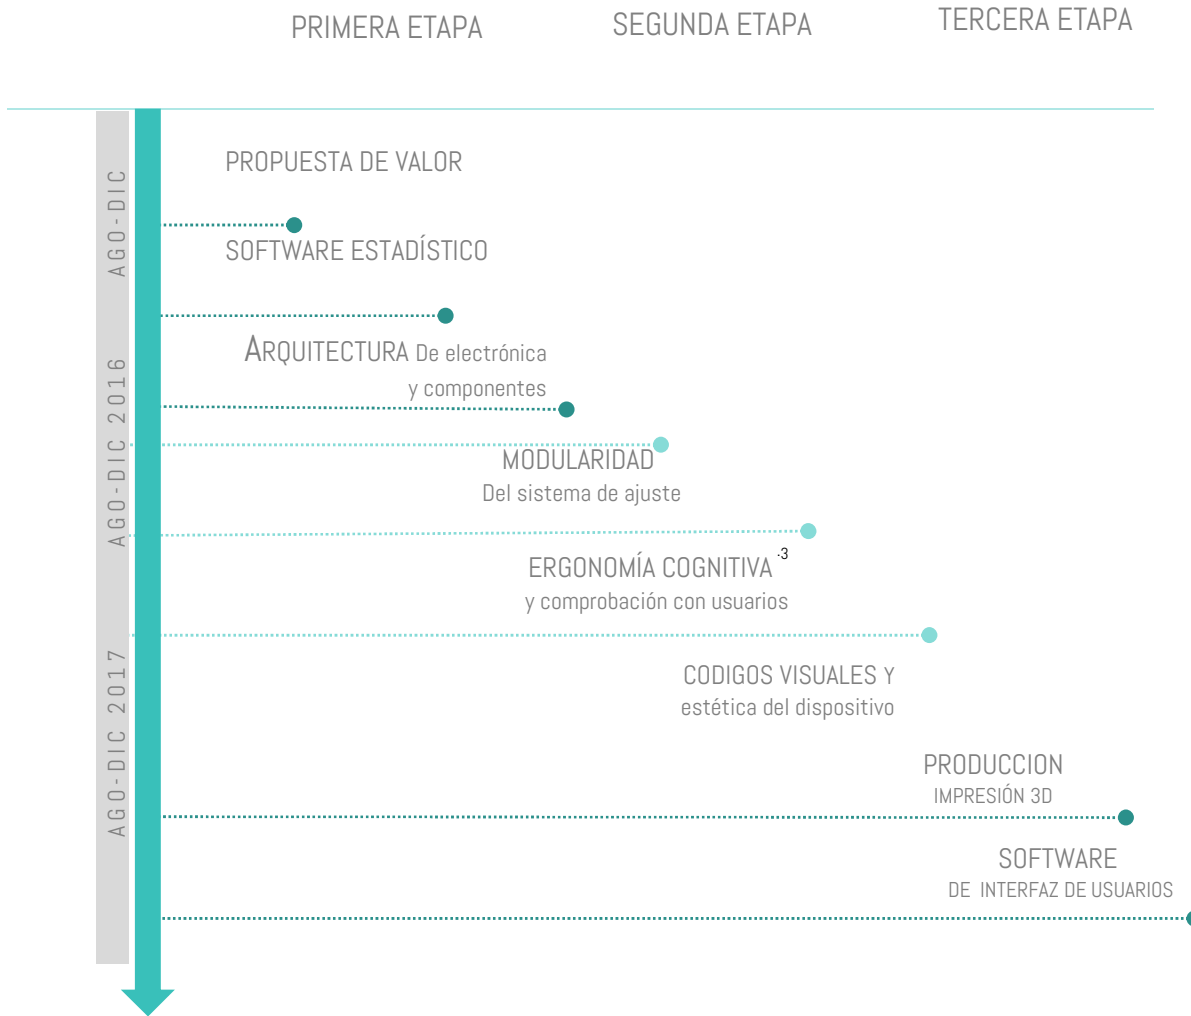 PRIMERA ETAPA
SEGUNDA ETAPA
TERCERA ETAPA
AGO-DIC
PROPUESTA DE VALOR
SOFTWARE ESTADÍSTICO
AGO-DIC 2016
ARQUITECTURA De electrónica
y componentes
MODULARIDAD
Del sistema de ajuste
ERGONOMÍA COGNITIVA .3
y comprobación con usuarios
AGO-DIC 2017
CODIGOS VISUALES Y
estética del dispositivo
PRODUCCION
IMPRESIÓN 3D
SOFTWARE
DE INTERFAZ DE USUARIOS